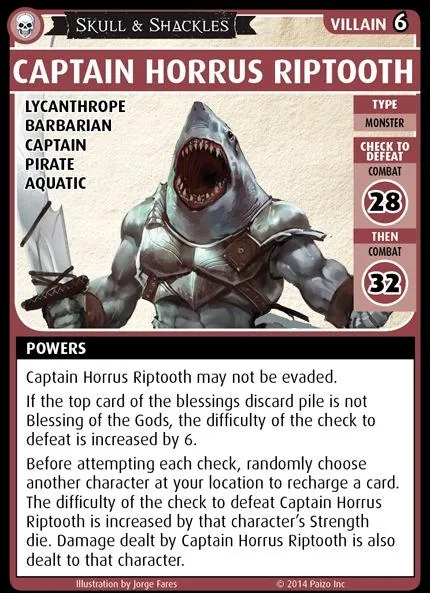 SKULL & SHACKLES
VILLAIN 6
CAPTAIN HORRUS RIPTOOTH
LYCANTHROPE
BARBARIAN
CAPTAIN
PIRATE
AQUATIC
TYPE
MONSTER
CHECK TO
DEFEAT
COMBAT
28
THEN
COMBAT
32
POWERS
Captain Horrus Riptooth may not be evaded.
If the top card of the blessings discard pile is not
Blessing of the Gods, the difficulty of the check to
defeat is increased by 6.
Before attempting each check, randomly choose
another character at your location to recharge a card.
The difficulty of the check to defeat Captain Horrus
Riptooth is increased by that character's Strength
die. Damage dealt by Captain Horrus Riptooth is also
dealt to that character.
Illustration by Jorge Fares
© 2014 Paizo Inc